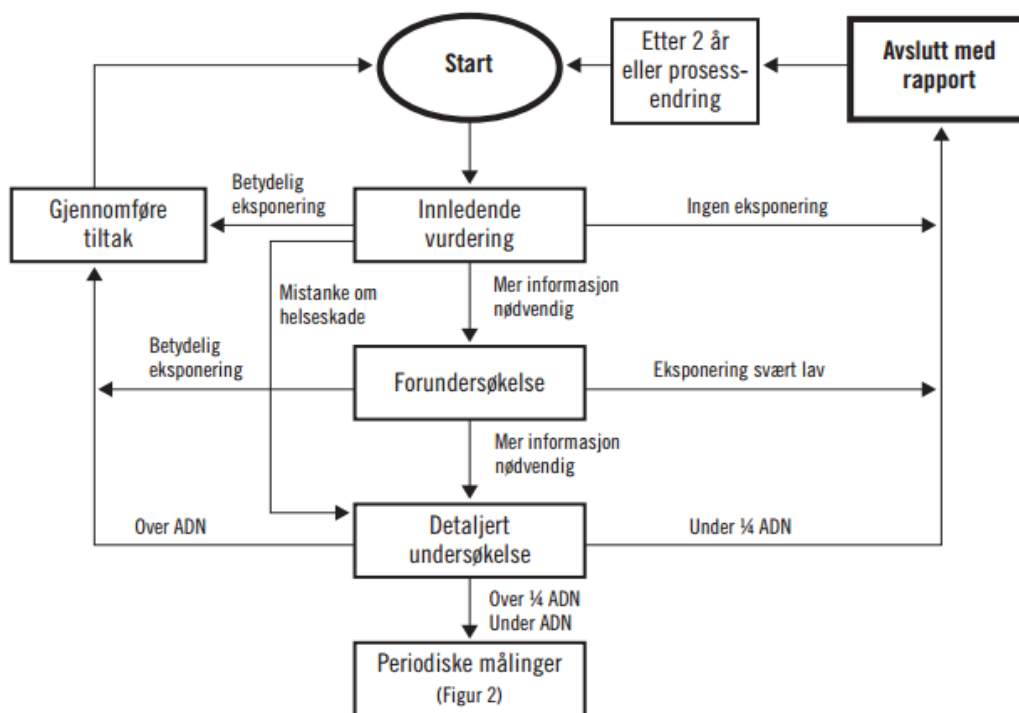 Start
Etter 2 år
eller prosess-
endring
Avslutt med
rapport
Gjennomføre
tiltak
Betydelig
eksponering
Innledende
vurdering
Ingen eksponering
Mistanke om
helseskade
Mer informasjon
nødvendig
Betydelig
eksponering
Forundersøkelse
Eksponering svært lav
Mer informasjon
nødvendig
Over ADN
Detaljert
undersøkelse
Under ¼ ADN
Over ¼ ADN
Under ADN
Periodiske målinger
(Figur 2)